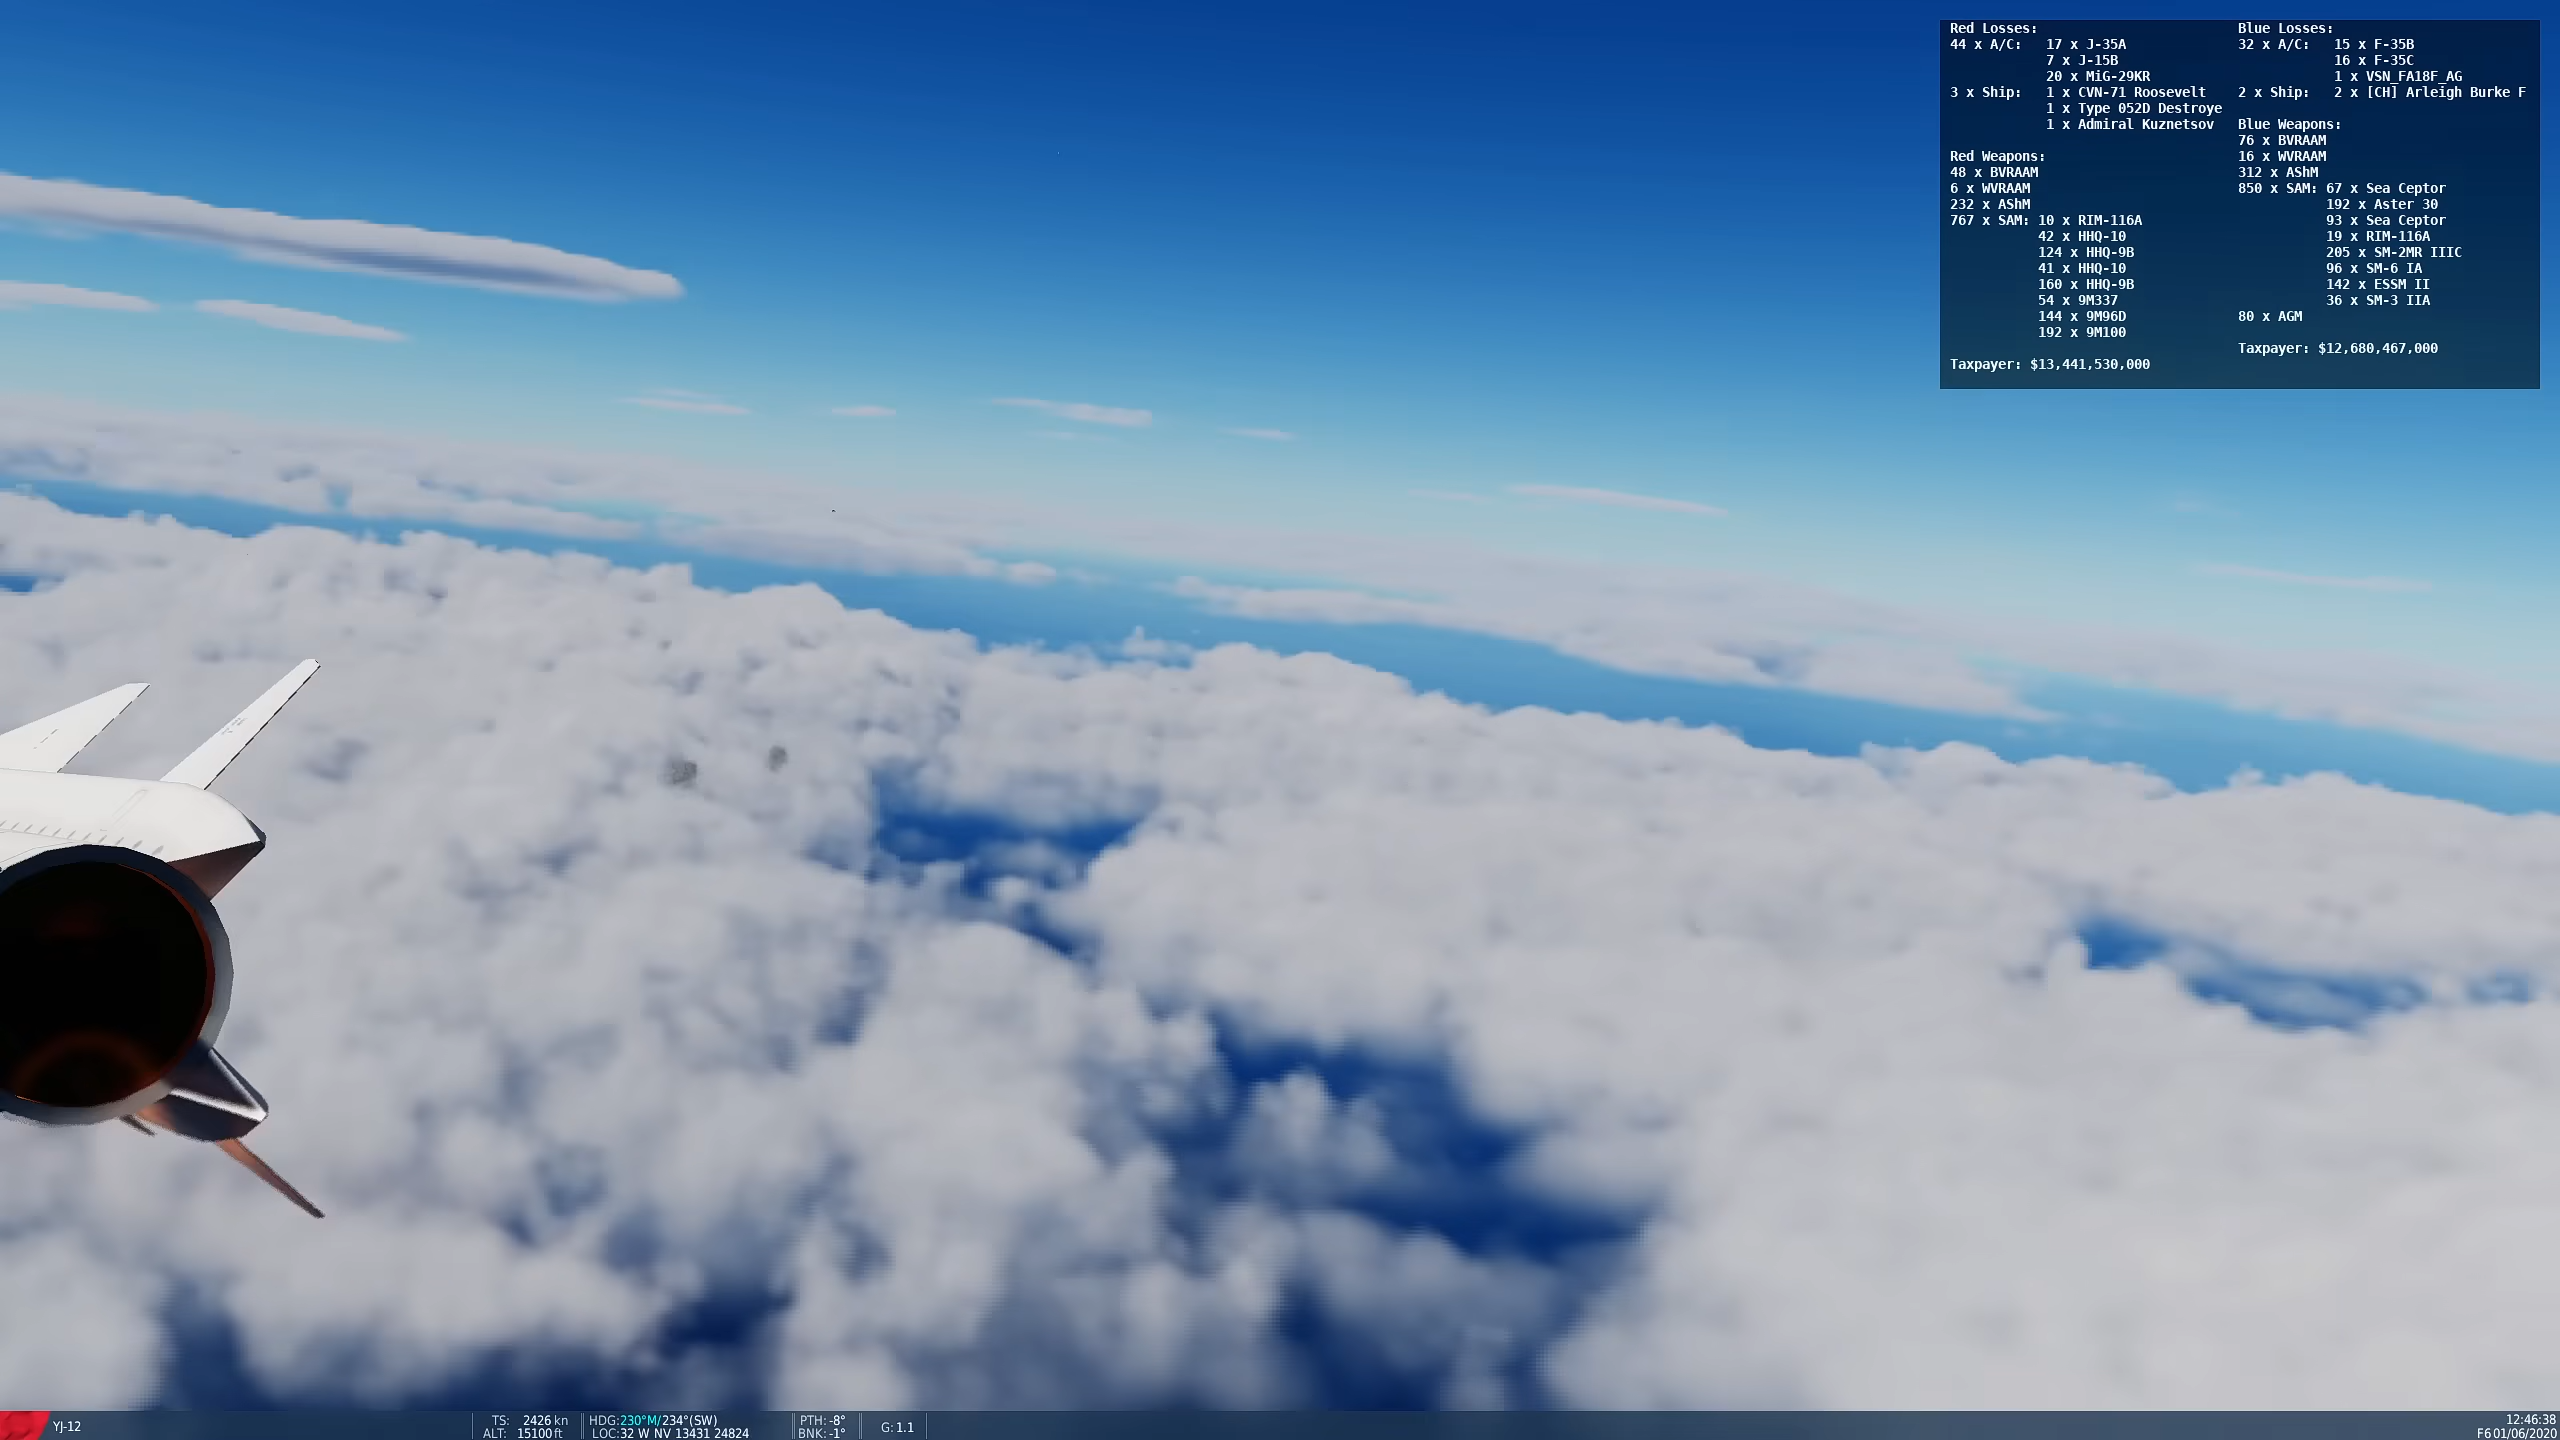 Red Losses:
44 x A/C: 17 x J-35A
7 x J-15B
20 x MiG-29KR
3 x Ship: 1 x CVN-71 Roosevelt
1 x Type 052D Destroye
1 x Admiral Kuznetsov
Red Weapons:
48 x BVRAAM
6 x WVRAAM
232 x AShM
767 x SAM: 10 x RIM-116A
42 x HHQ-10
124 x HHQ-9B
41 x HHQ-10
160 x HHQ-9B
54 x 9M337
144 x 9M96D
192 x 9M100
Taxpayer: $13,441,530,000
Blue Losses:
32 x A/C: 15 x F-35B
16 x F-35C
1 x VSN_FA18F_AG
2 x Ship: 2 x [CH] Arleigh Burke F
Blue Weapons:
76 x BVRAAM
16 x WVRAAM
312 x AShM
850 x SAM: 67 x Sea Ceptor
192 x Aster 30
93 x Sea Ceptor
19 x RIM-116A
205 x SM-2MR IIIC
96 x SM-6 IA
142 x ESSM II
36 x SM-3 IIA
80 x AGM
Taxpayer: $12,680,467,000
YJ-12
TS: 2426 kn
ALT: 15100 ft
HDG:230°M/234°(SW)
LOC:32 W NV 13431 24824
PTH: -8°
BNK: -1°
G: 1.1
12:46:38
F6 01/06/2020